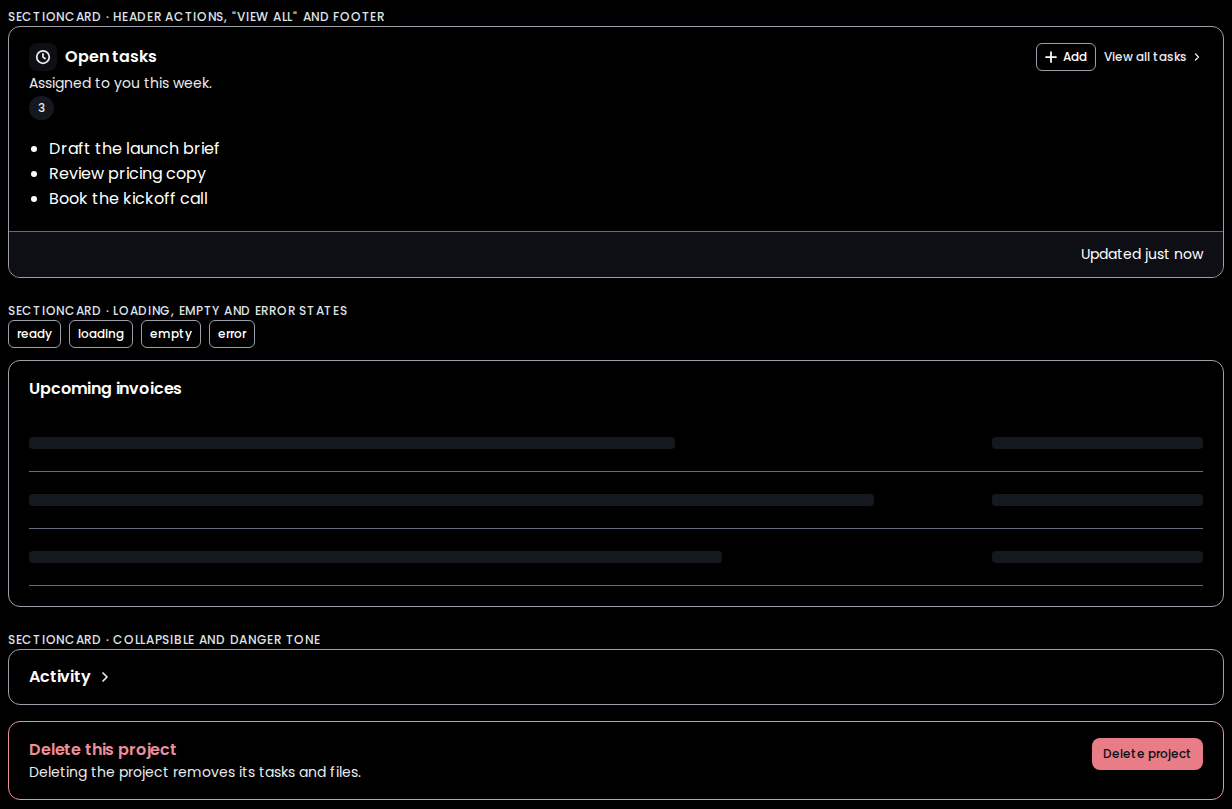 SECTIONCARD · HEADER ACTIONS, "VIEW ALL" AND FOOTER
Open tasks
Add
View all tasks
Assigned to you this week.
3
Draft the launch brief
Review pricing copy
Book the kickoff call
Updated just now
SECTIONCARD · LOADING, EMPTY AND ERROR STATES
ready loading empty error
Upcoming invoices
SECTIONCARD · COLLAPSIBLE AND DANGER TONE
Activity
Delete this project
Deleting the project removes its tasks and files.
Delete project